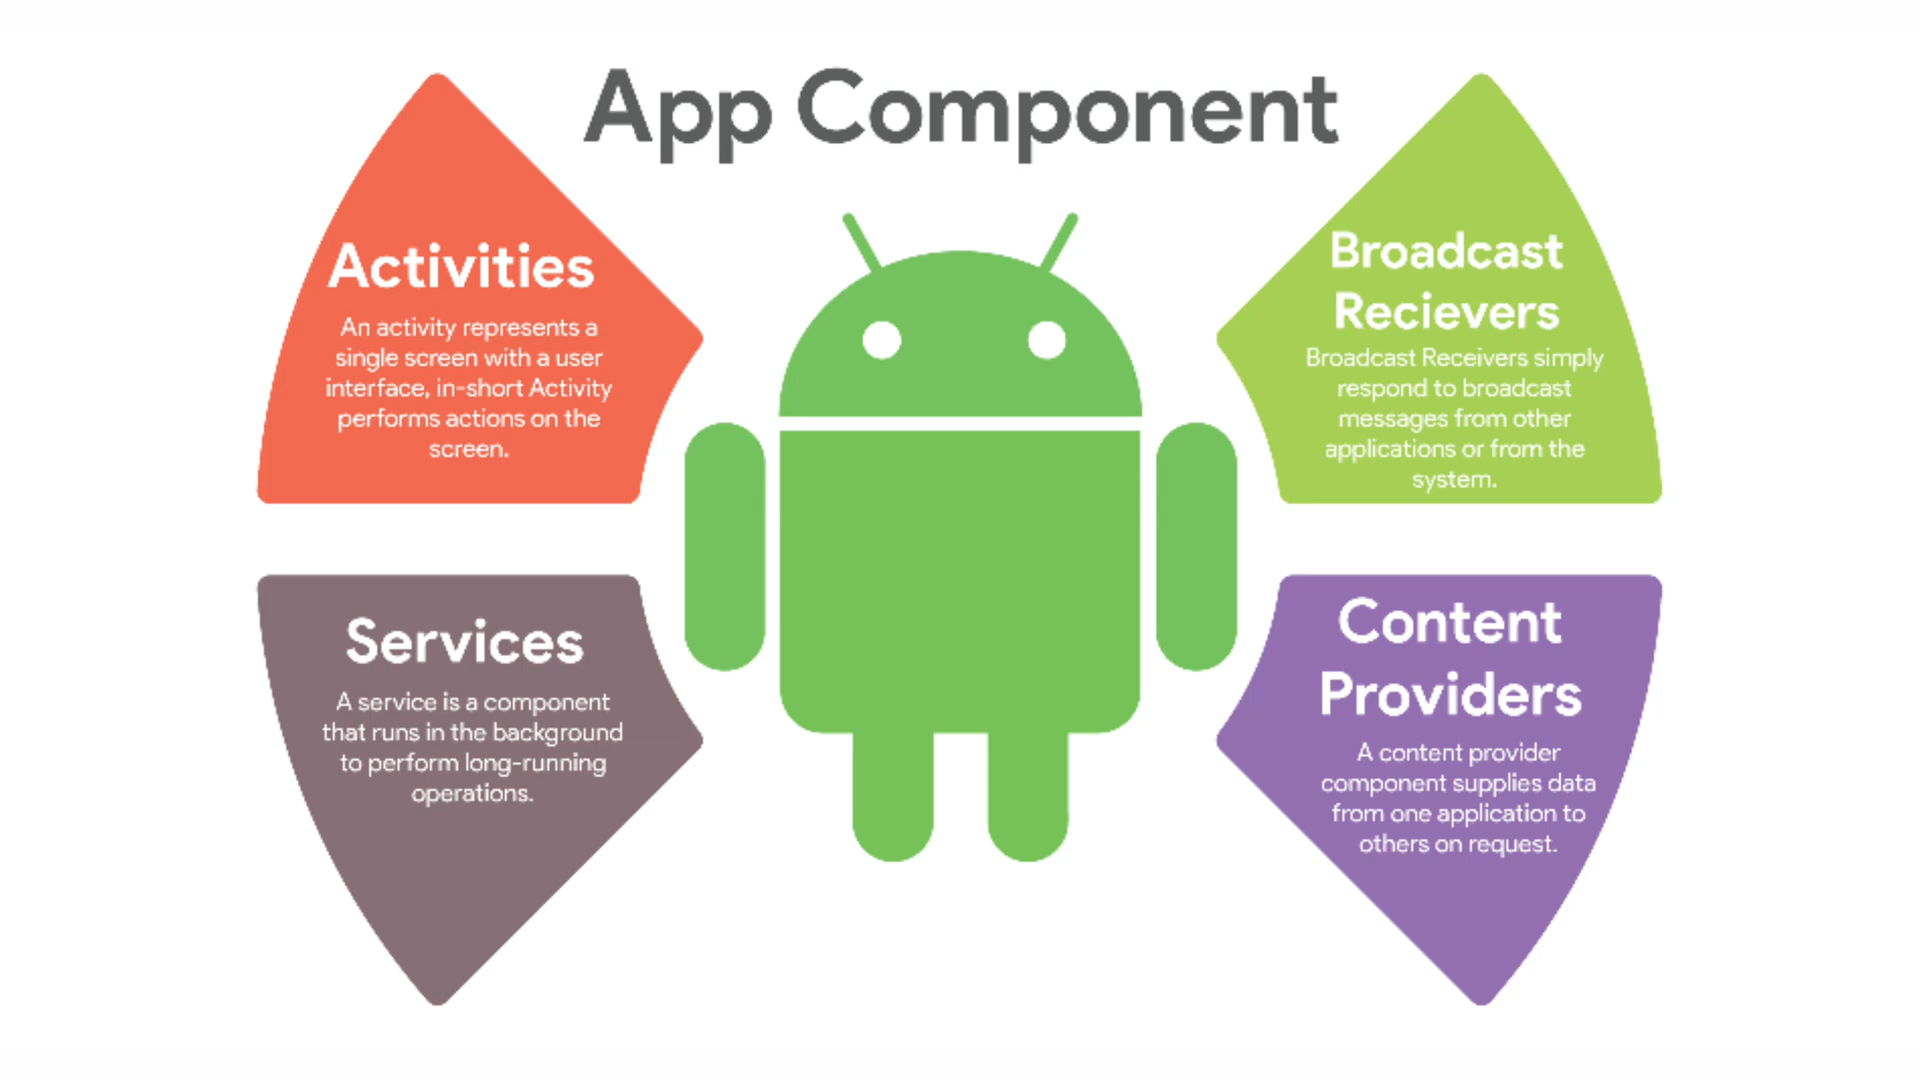 App Component
Activities
An activity represents a
single screen with a user
interface, in-short Activity
performs actions on the
screen.
Broadcast
Recievers
Broadcast Receivers simply
respond to broadcast
messages from other
applications or from the
system.
Services
A service is a component
that runs in the background
to perform long-running
operations.
Content
Providers
A content provider
component supplies data
from one application to
others on request.